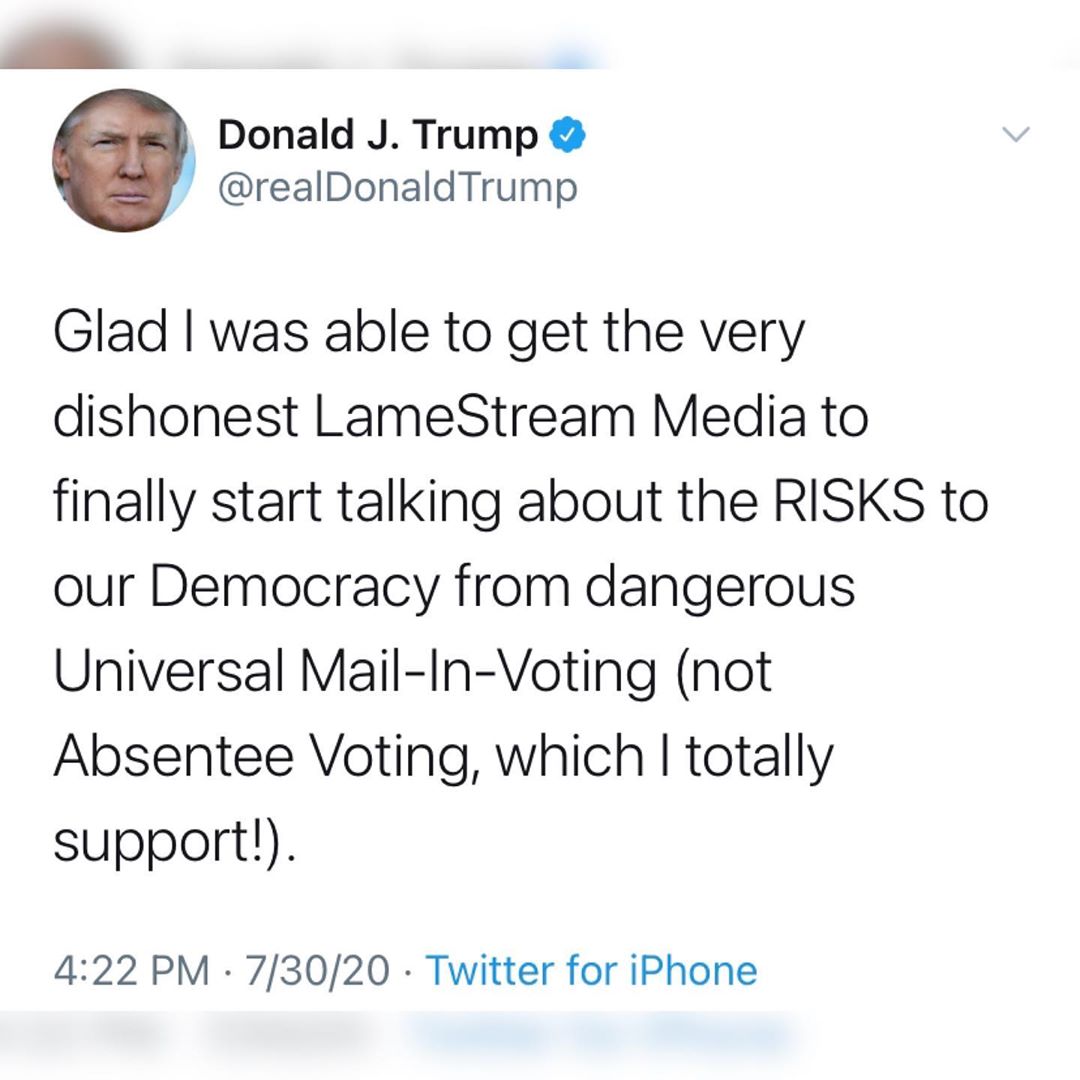 Donald J. Trump
@realDonaldTrump
Glad I was able to get the very
dishonest LameStream Media to
finally start talking about the RISKS to
our Democracy from dangerous
Universal Mail-In-Voting (not
Absentee Voting, which I totally
support!).
4:22 PM · 7/30/20 · Twitter for iPhone